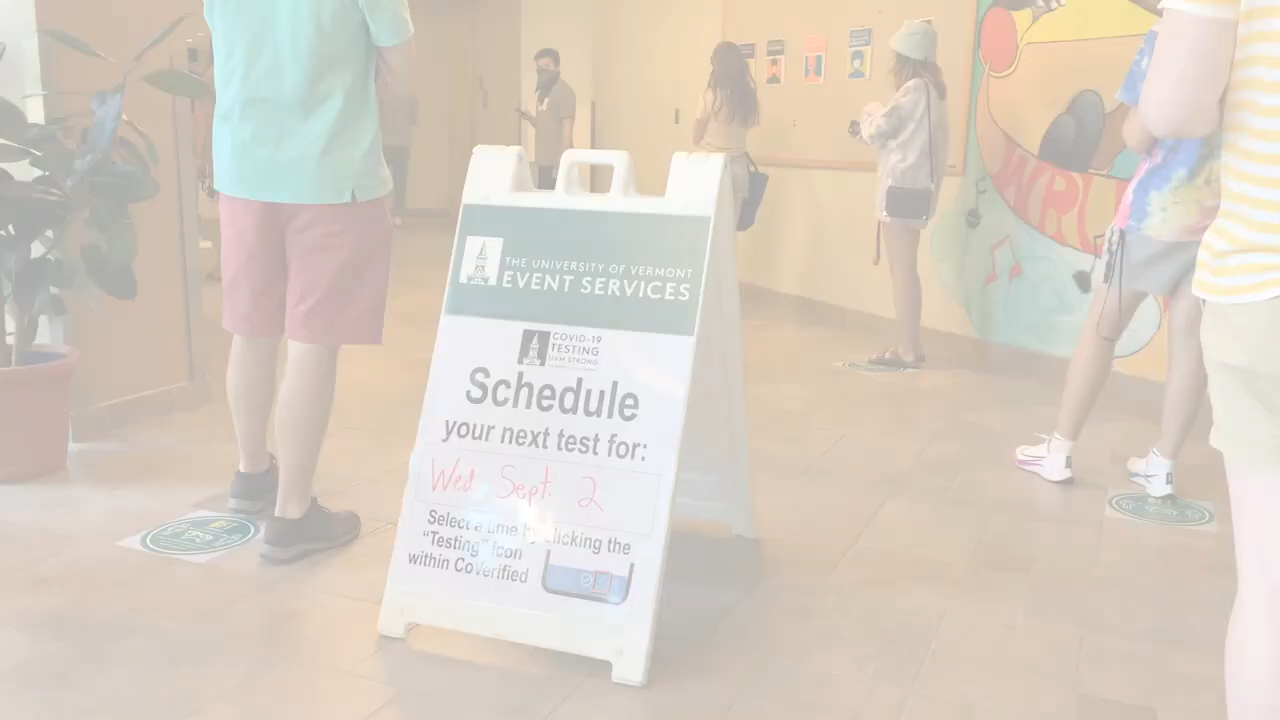 THE UNIVERSITY OF VERMONT
EVENT SERVICES
COVID-19
TESTING
UVM STRONG
Schedule
your next test for:
Wed Sept. 2
Select a time by clicking the
"Testing" icon
within CoVerified